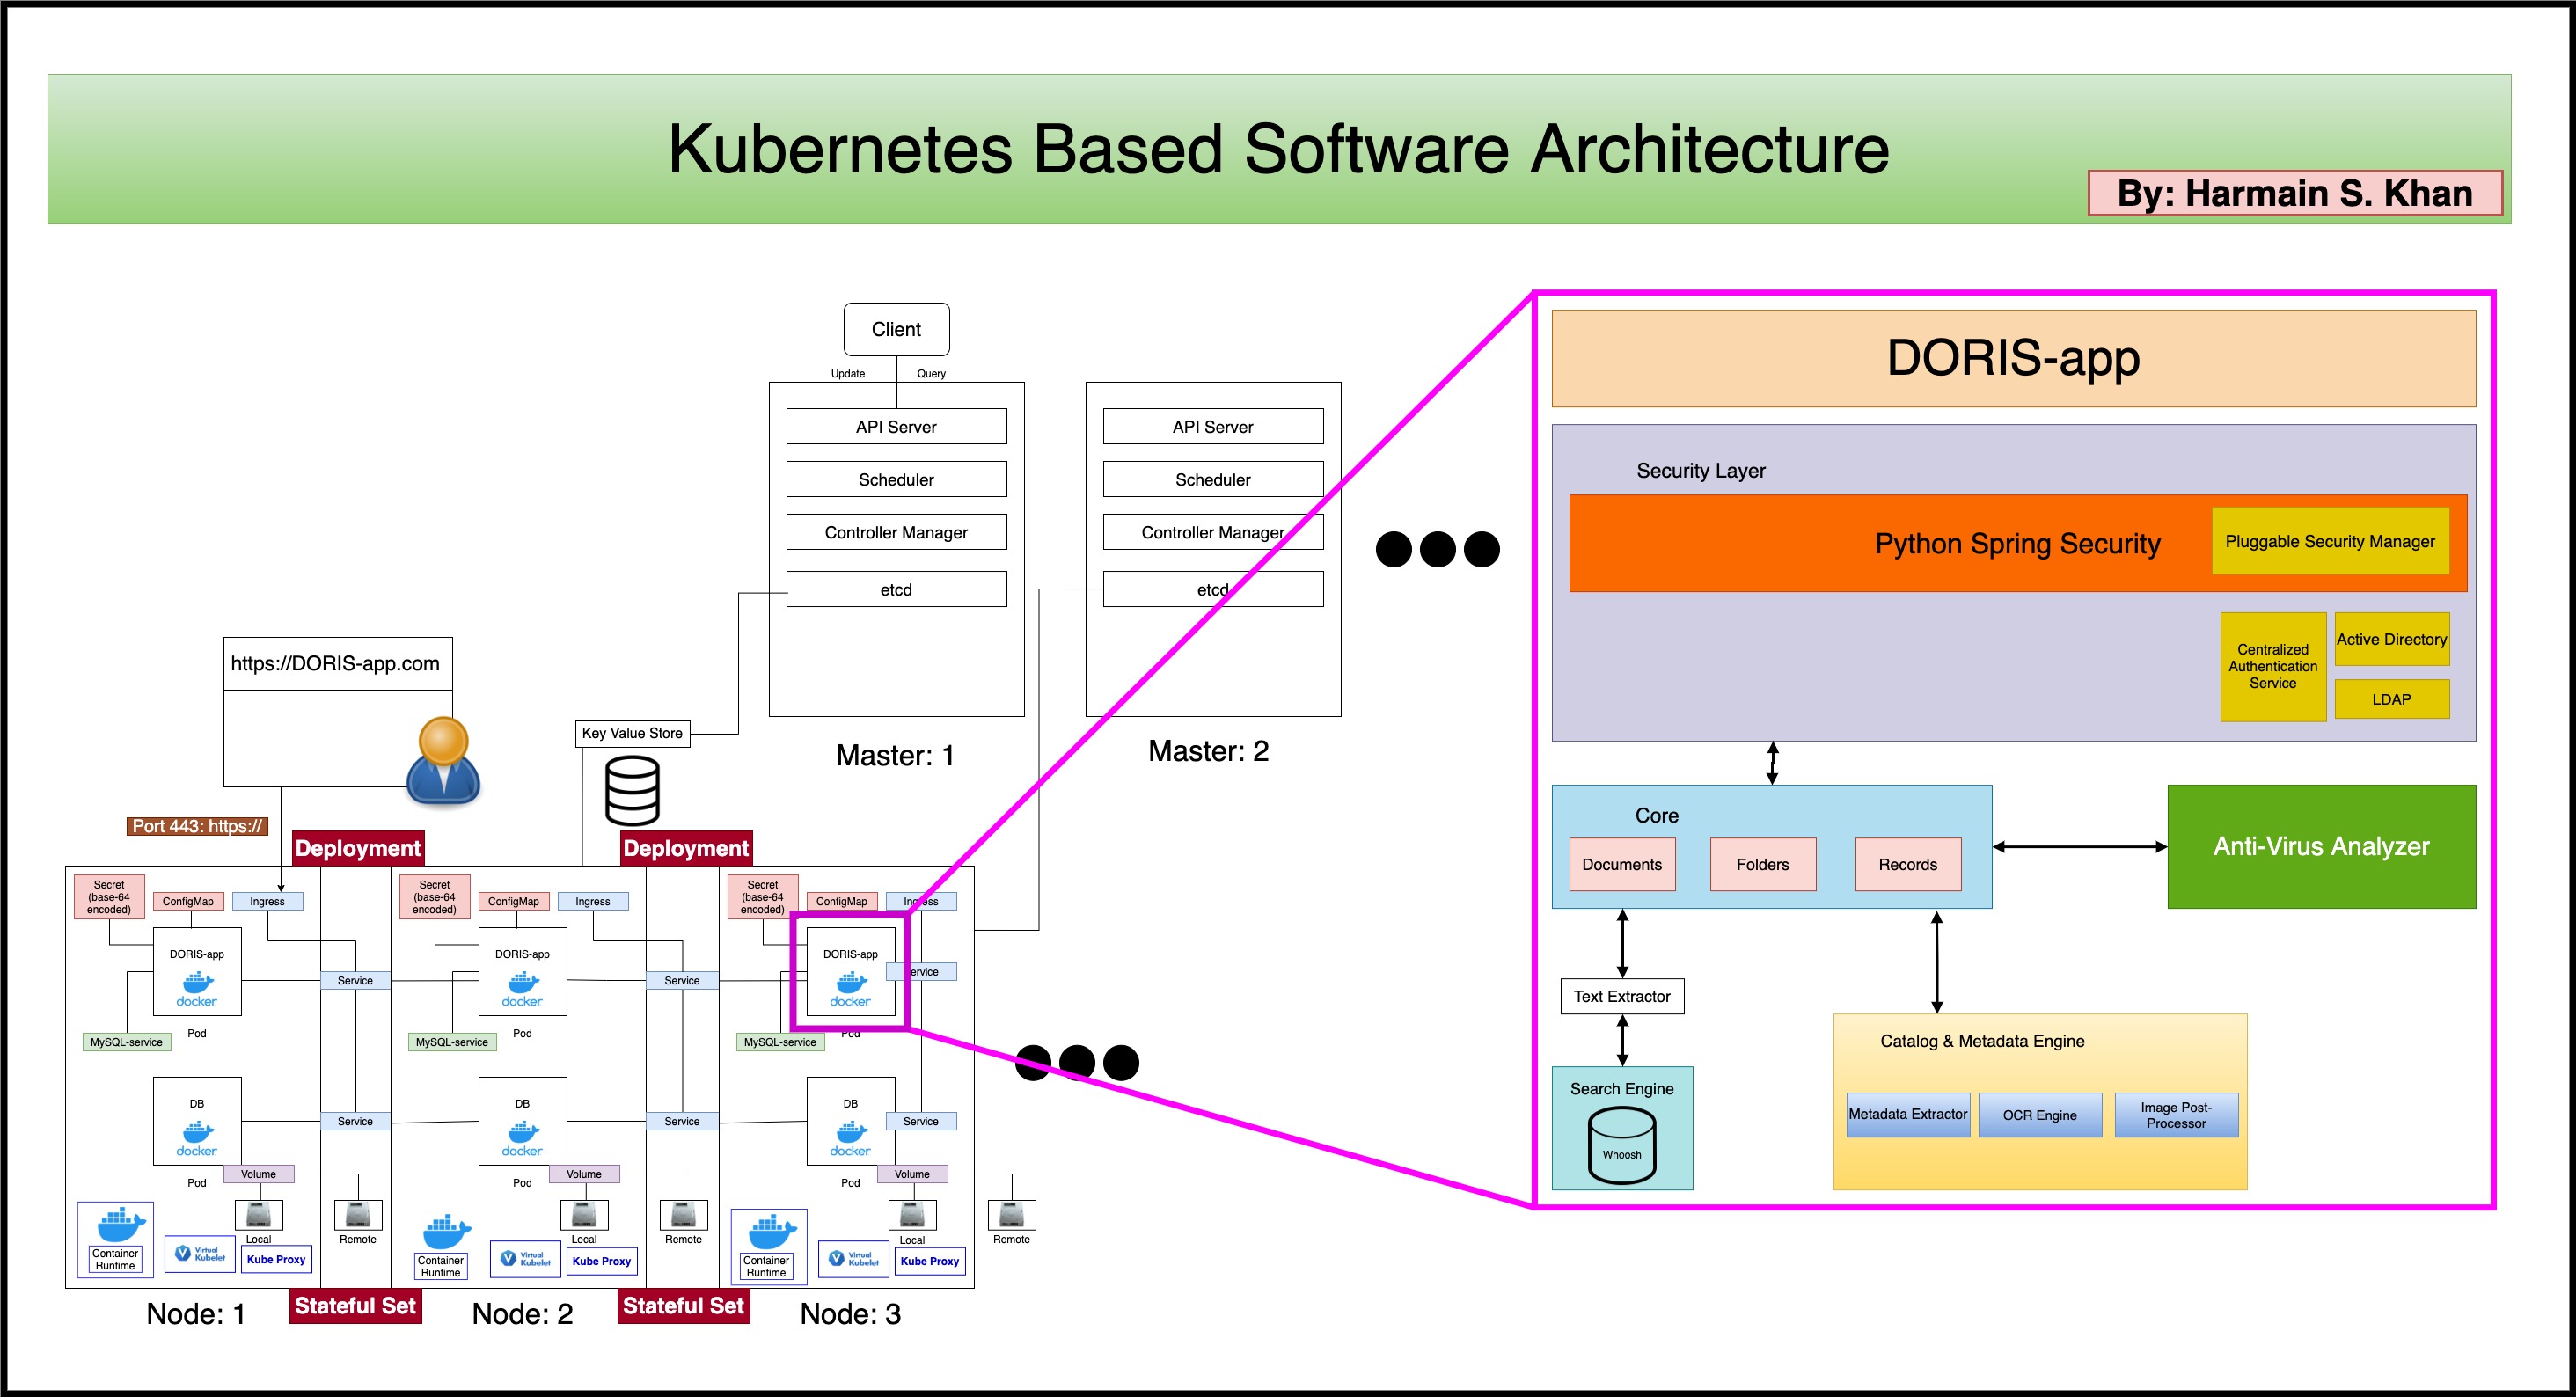 Kubernetes Based Software Architecture
By: Harmain S. Khan
Client
Update
Query
API Server
Scheduler
Controller Manager
etcd
Master: 1
API Server
Scheduler
Controller Manager
etcd
Master: 2
https://DORIS-app.com
Port 443: https://
Key Value Store
Deployment
Deployment
Secret
(base-64
encoded)
ConfigMap
Ingress
DORIS-app
docker
Pod
MySQL-service
Service
DB
docker
Pod
Service
Volume
Local
Remote
Container
Runtime
Virtual
Kubelet
Kube Proxy
Node: 1
Stateful Set
Secret
(base-64
encoded)
ConfigMap
Ingress
DORIS-app
docker
Pod
MySQL-service
Service
DB
docker
Pod
Service
Volume
Local
Remote
Container
Runtime
Virtual
Kubelet
Kube Proxy
Node: 2
Stateful Set
Secret
(base-64
encoded)
ConfigMap
Ingress
DORIS-app
docker
Pod
MySQL-service
Service
DB
docker
Pod
Service
Volume
Local
Remote
Container
Runtime
Virtual
Kubelet
Kube Proxy
Node: 3
DORIS-app
Security Layer
Python Spring Security
Pluggable Security Manager
Centralized
Authentication
Service
Active Directory
LDAP
Core
Documents
Folders
Records
Anti-Virus Analyzer
Text Extractor
Search Engine
Whoosh
Catalog & Metadata Engine
Metadata Extractor
OCR Engine
Image Post-
Processor